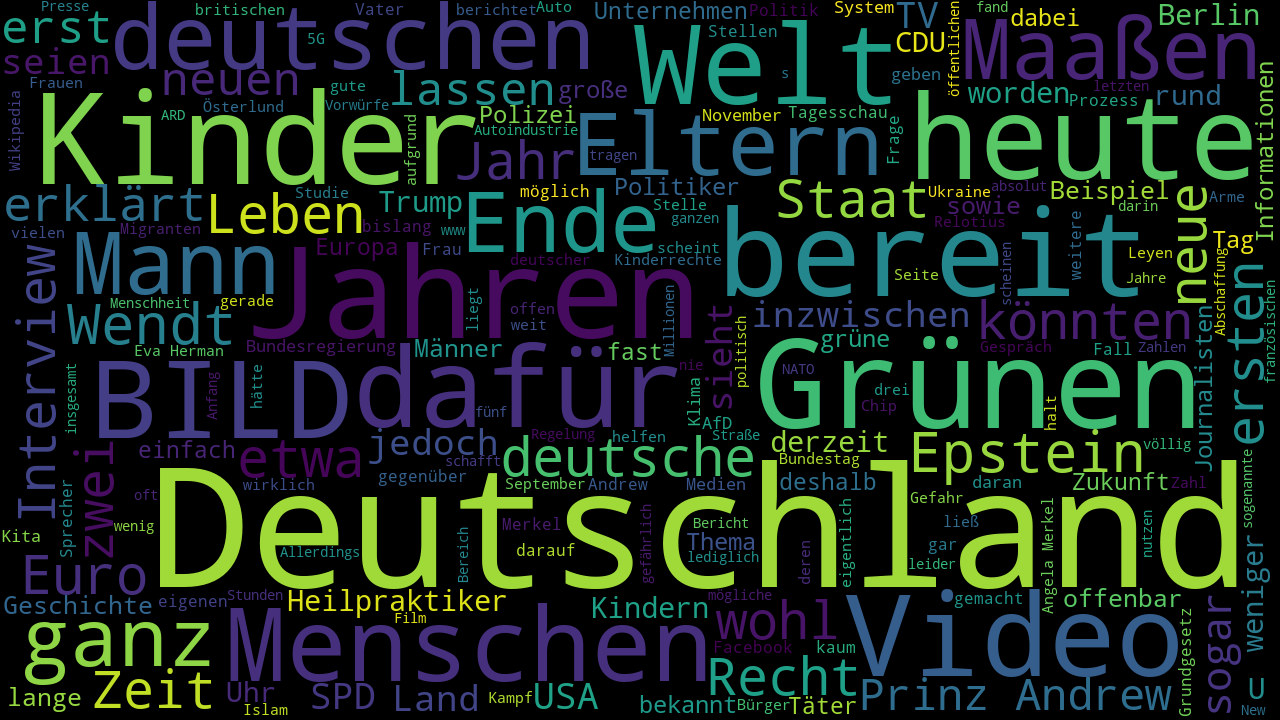 Presse
britischen
Vater
berichtet
Auto
Unternehmen
Politik
System
TV
öffentlichen
fand
dabei
Berlin
erst
deutschen
5G
Welt
Stellen
s
CDU
Maaßen
seien
Frauen
neuen
gute
lassen
große
geben
worden
letzten
Prozess
rund
Informationen
Wikipedia
Kinder
ARD
Österlund
Vorwürfe
aufgrund
Polizei
Autoindustrie
Eltern
November
Tagesschau
Frage
heute
Jahr
tragen
erklärt
Leben
Studie
Trump
Ende
möglich
Politiker
Stelle
ganzen
Staat
Ukraine
absolut
Beispiel
Arme
sowie
darin
Relotius
neue
vielen
Migranten
Europa
bislang
www
Frau
scheint
Kinderrechte
bereit
weitere
Leyen
Tag
Abschaffung
Mann
deutscher
Jahren
Seite
scheinen
Jahre
Interview
Menschheit
gerade
liegt
offen
weit
Millionen
inzwischen
könnten
französischen
Wendt
Eva Herman
Bundesregierung
Männer
fast
sieht
politisch
grüne
Gespräch
Fall
Zahlen
Journalisten
ersten
insgesamt
BILD
Anfang
hätte
dafür
fünf
nie
Klima
AfD
NATO
Grünen
drei
Chip
halt
einfach
jedoch
Regelung
helfen
Straße
derzeit
Epstein
völlig
zwei
etwa
schafft
gegenüber
deutsche
Bundestag
sogenannte
oft
wirklich
September
Andrew
Medien
deshalb
daran
Zukunft
Zahl
Gefahr
Kita
Sprecher
wenig
Deutschland
Allerdings
Bereich
Merkel
darauf
gefährlich
Bericht
Thema
lediglich
deren
eigentlich
ließ
gar
leider
Angela Merkel
nutzen
weniger
Euro
Geschichte
eigenen
Stunden
Heilpraktiker
Film
Kindern
mögliche
gemacht
offenbar
ganz
Menschen
wohl
Facebook
kaum
Video
Grundgesetz
sogar
lange
Zeit
Uhr
Islam
SPD
Land
Kampf
USA
bekannt
Recht
Bürger
Täter
Prinz Andrew
New